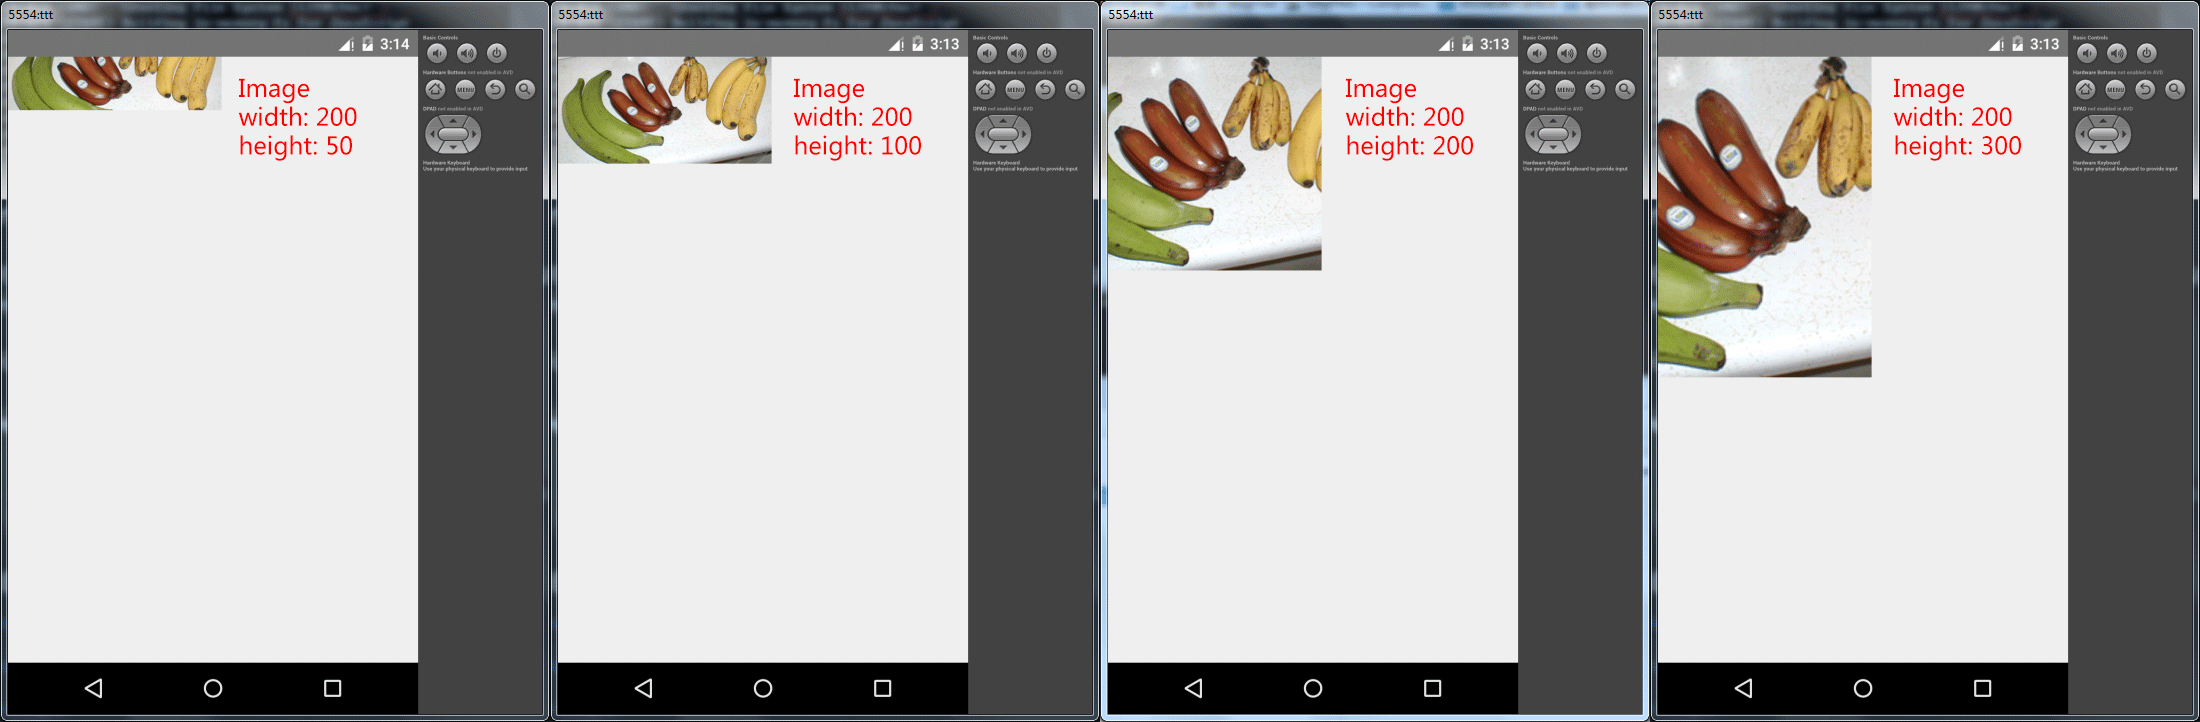 5554:ttt
3:14
Image
width: 200
height: 50
Basic Controls
Hardware Buttons not enabled in AVD
MENU
DPAD not enabled in AVD
Hardware Keyboard
Use your physical keyboard to provide input
5554:ttt
3:13
Image
width: 200
height: 100
Basic Controls
Hardware Buttons not enabled in AVD
MENU
DPAD not enabled in AVD
Hardware Keyboard
Use your physical keyboard to provide input
5554:ttt
3:13
Image
width: 200
height: 200
Basic Controls
Hardware Buttons not enabled in AVD
MENU
DPAD not enabled in AVD
Hardware Keyboard
Use your physical keyboard to provide input
5554:ttt
3:13
Image
width: 200
height: 300
Basic Controls
Hardware Buttons not enabled in AVD
MENU
DPAD not enabled in AVD
Hardware Keyboard
Use your physical keyboard to provide input